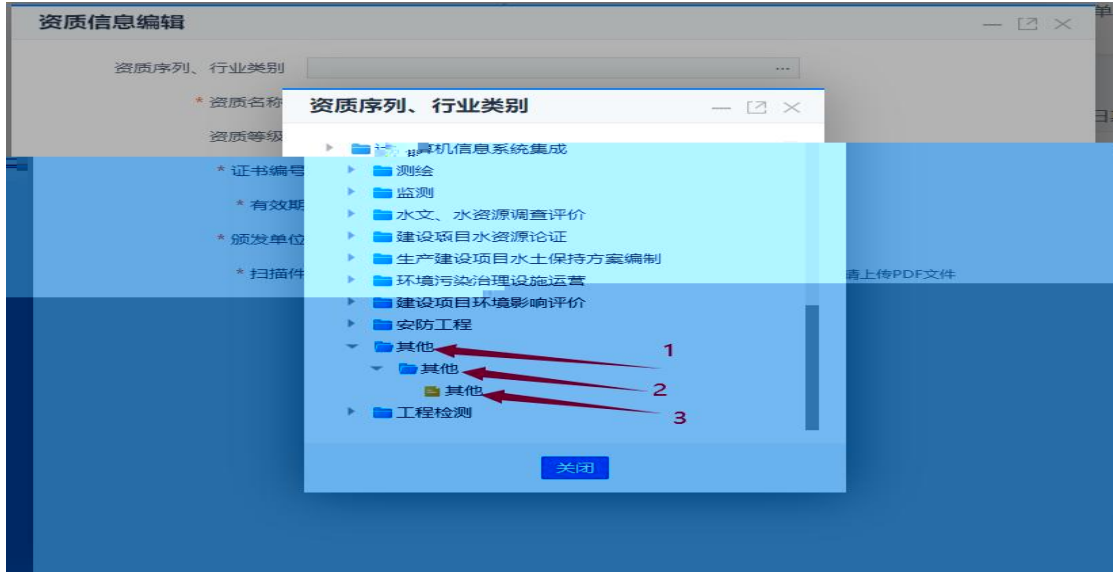 资质信息编辑
单
资质序列、行业类别
* 资质名称
资质序列、行业类别
资质等级
算机信息系统集成
* 证书编号
测绘
监测
* 有效期
水文、水资源调查评价
* 颁发单位
建设项目水资源论证
生产建设项目水土保持方案编制
* 扫描件
环境污染治理设施运营
请上传PDF文件
建设项目环境影响评价
安防工程
其他
1
其他
2
其他
3
工程检测
关闭